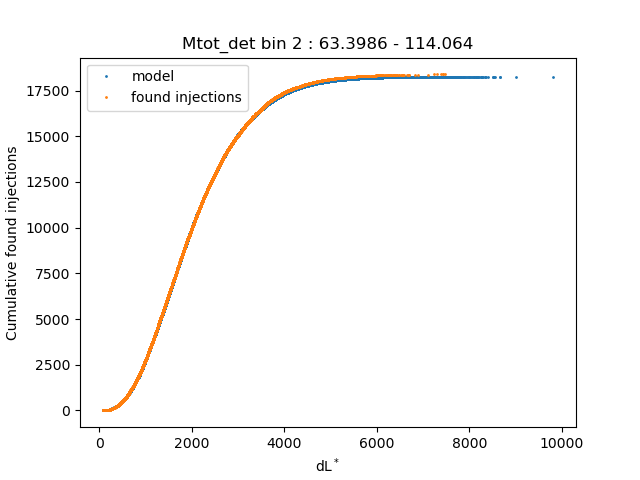 Mtot_det bin 2 : 63.3986 - 114.064
model
found injections
Cumulative found injections
17500
15000
12500
10000
7500
5000
2500
0
0 2000 4000 6000 8000 10000
dL*